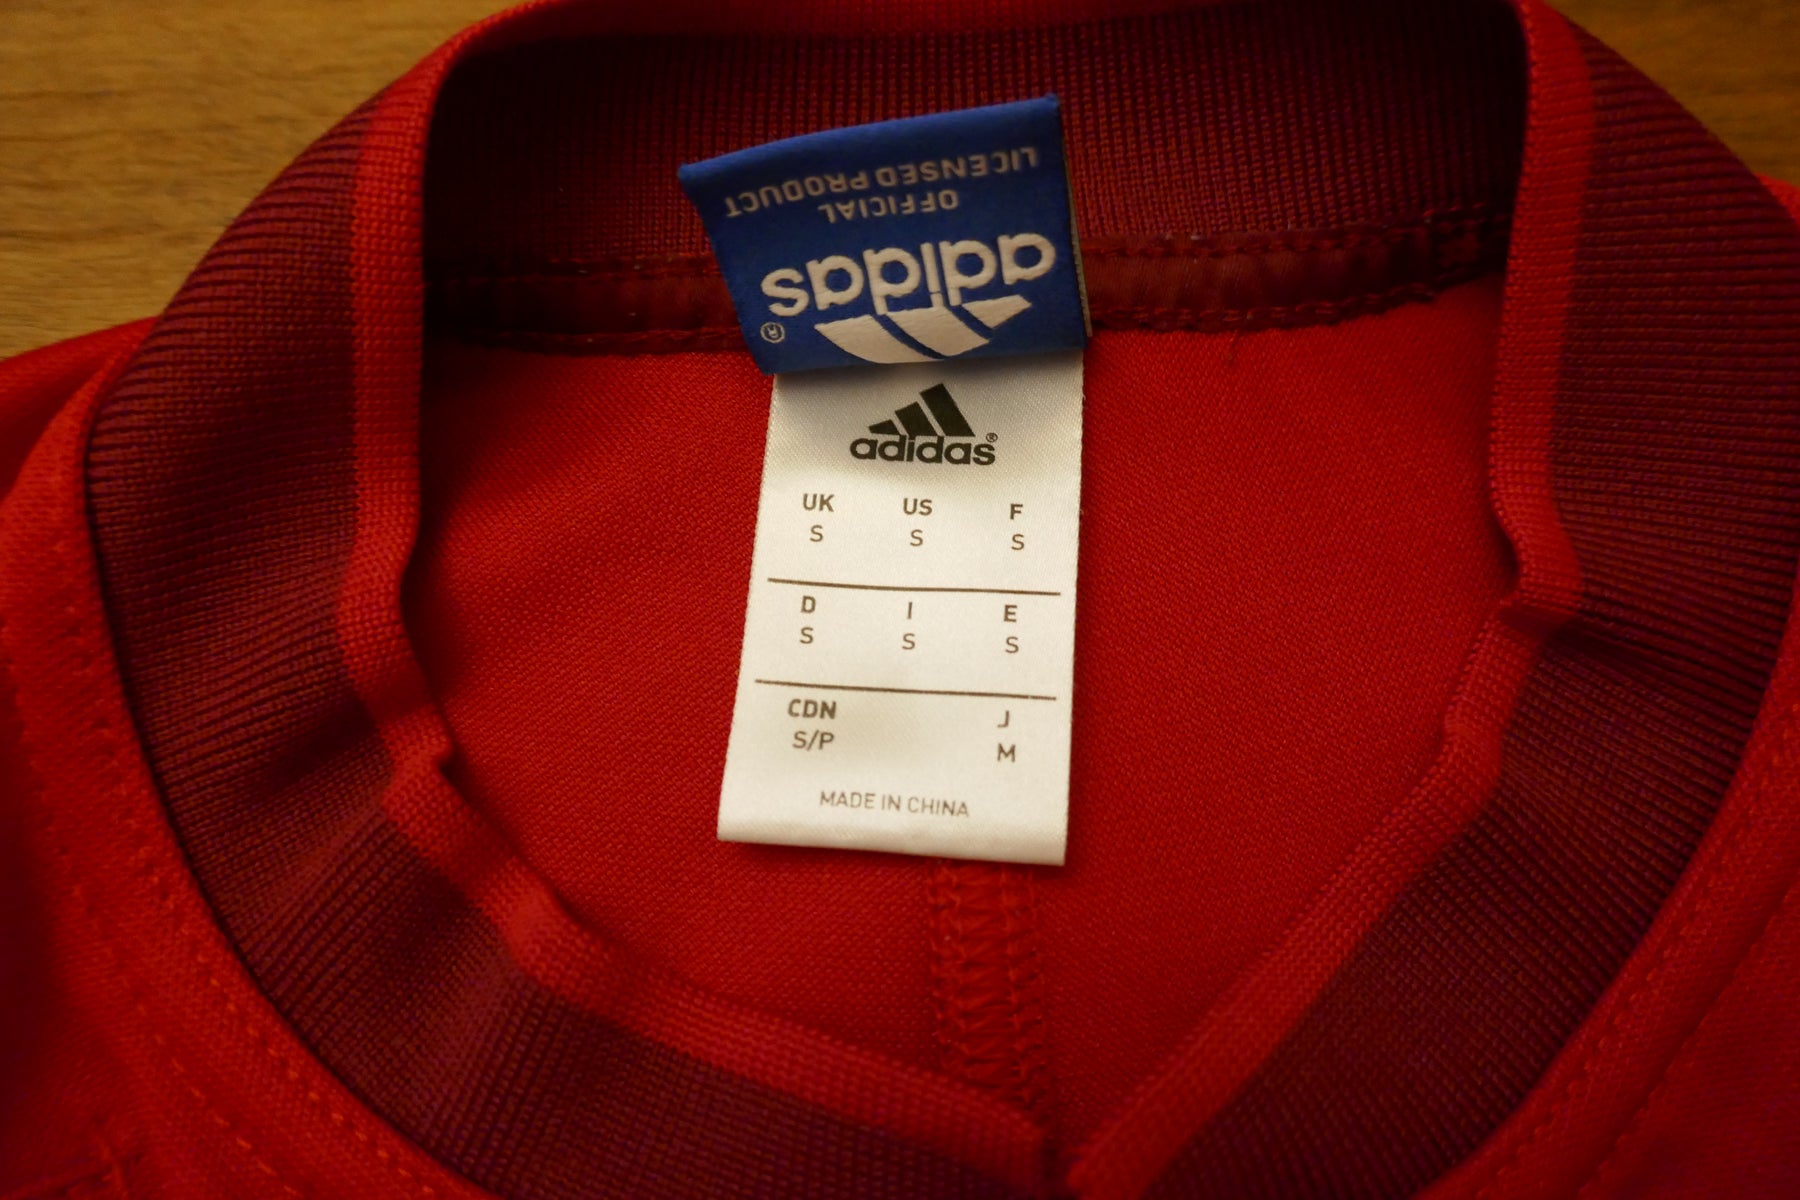 OFFICIAL
LICENSED PRODUCT
adidas®
adidas®
UK US F
S S S
D I E
S S S
CDN J
S/P M
MADE IN CHINA